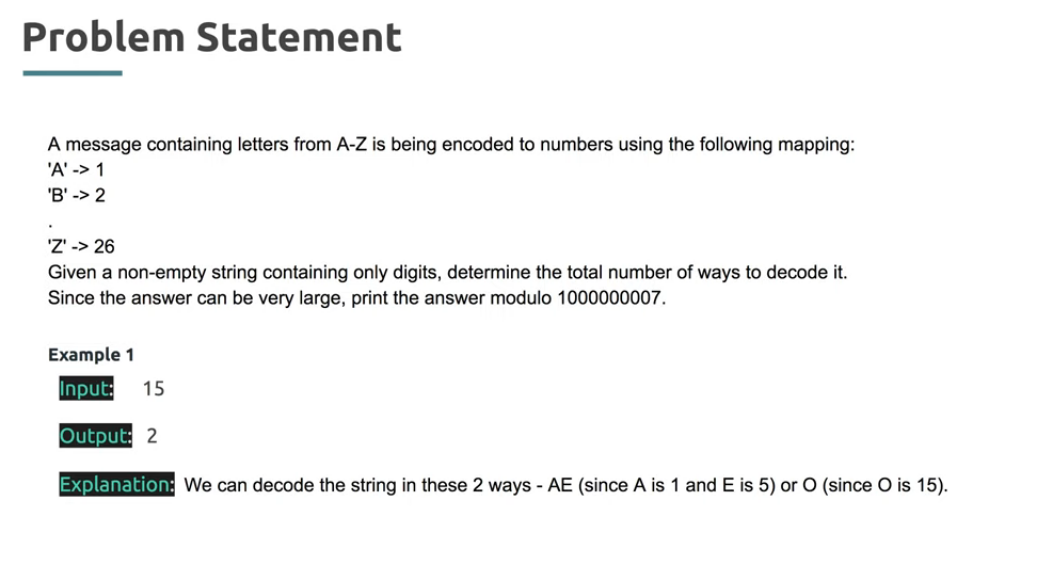 Problem Statement
A message containing letters from A-Z is being encoded to numbers using the following mapping:
'A' -> 1
'B' -> 2
.
'Z' -> 26
Given a non-empty string containing only digits, determine the total number of ways to decode it.
Since the answer can be very large, print the answer modulo 1000000007.
Example 1
Input: 15
Output: 2
Explanation: We can decode the string in these 2 ways - AE (since A is 1 and E is 5) or O (since O is 15).